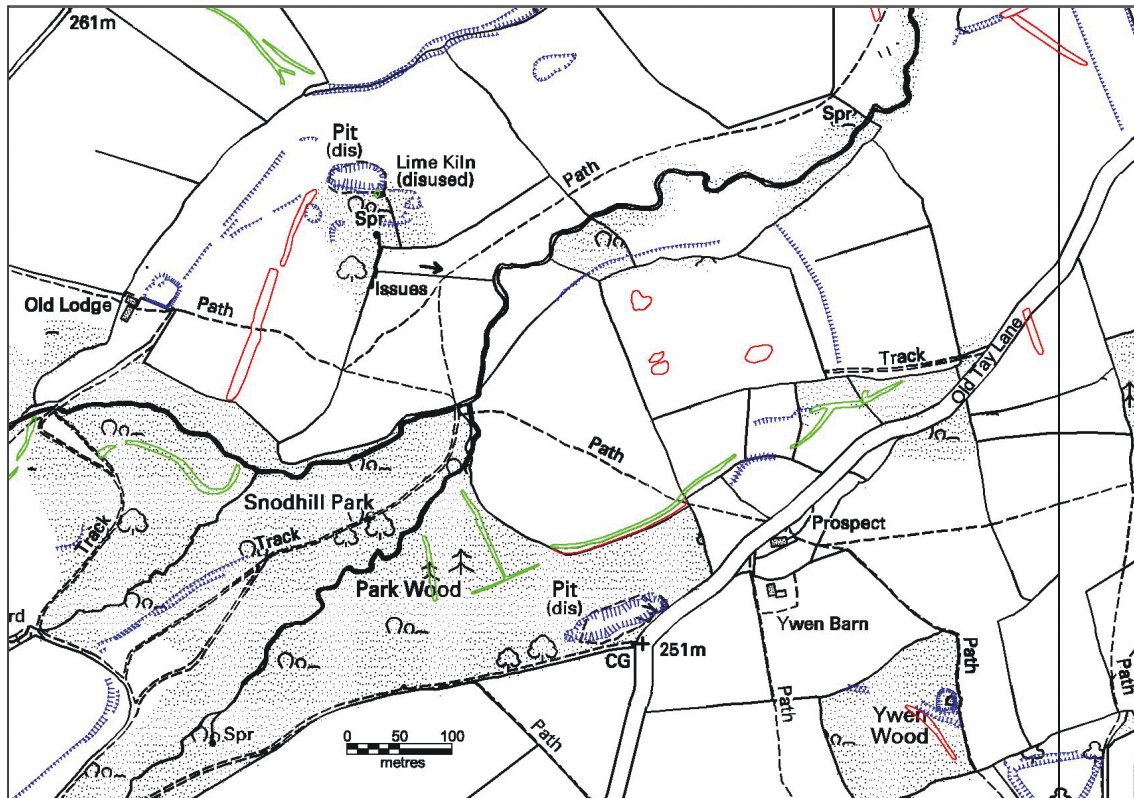 261m
Pit
(dis)
Lime Kiln
(disused)
Spr
Issues
Path
Spr
Old Lodge
Path
Track
Old Tay Lane
Path
Snodhill Park
Track
Track
Prospect
Park Wood
Pit
(dis)
Ywen Barn
rd
CG
251m
Path
Path
Path
Ywen
Wood
Spr
0 50 100
metres